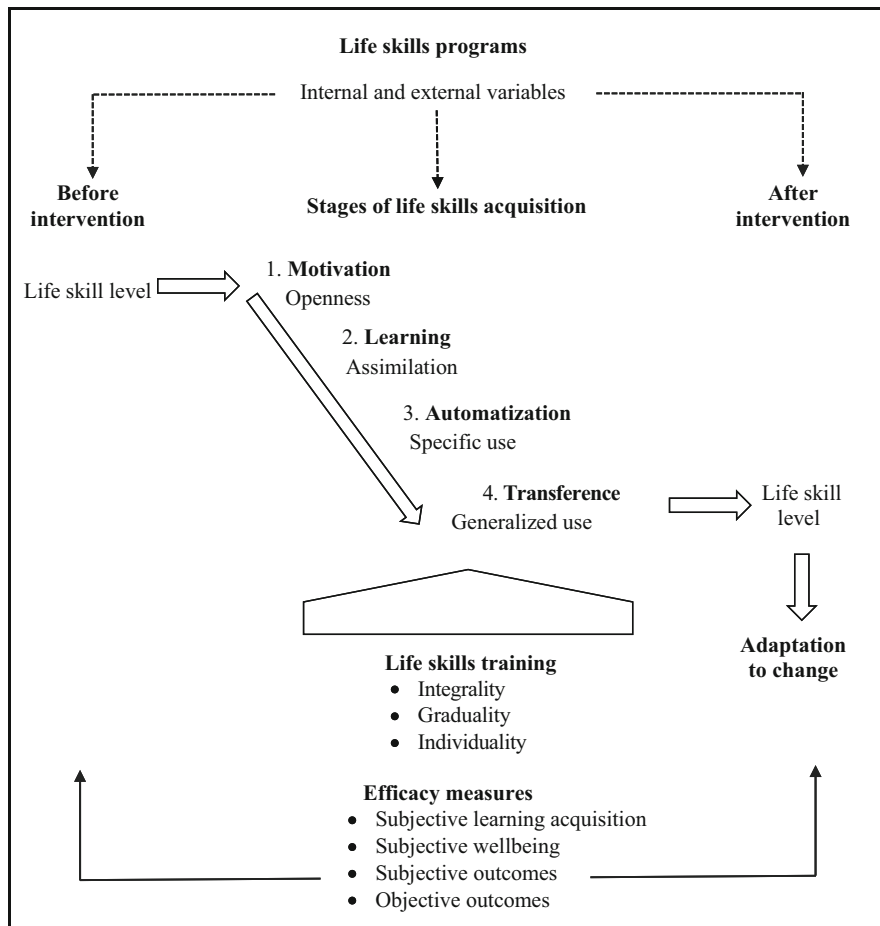 Life skills programs
Internal and external variables
Before
intervention
Stages of life skills acquisition
After
intervention
Life skill level
1. Motivation
Openness
2. Learning
Assimilation
3. Automatization
Specific use
4. Transference
Generalized use
Life skill
level
Adaptation
to change
Life skills training
• Integrality
• Graduality
• Individuality
Efficacy measures
• Subjective learning acquisition
• Subjective wellbeing
• Subjective outcomes
• Objective outcomes